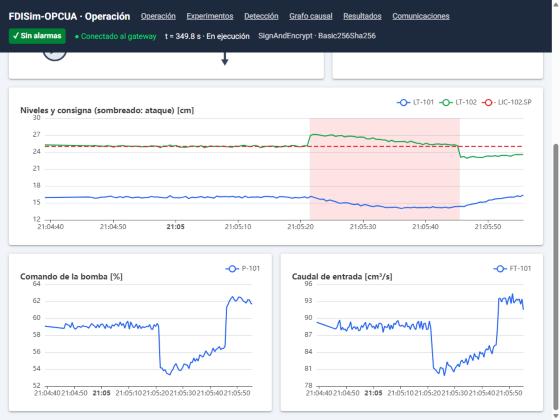 FDISim-OPCUA · Operación Operación Experimentos Detección Grafo causal Resultados Comunicaciones
✓ Sin alarmas ● Conectado al gateway t = 349.8 s · En ejecución SignAndEncrypt · Basic256Sha256
Niveles y consigna (sombreado: ataque) [cm] LT-101 LT-102 LIC-102.SP
30
27
24
21
18
15
12
21:04:40 21:04:50 21:05 21:05:10 21:05:20 21:05:30 21:05:40 21:05:50
Comando de la bomba [%] P-101
64
62
60
58
56
54
52
21:04:40 21:04:50 21:05 21:05:10 21:05:20 21:05:30 21:05:40 21:05:50
Caudal de entrada [cm³/s] FT-101
96
93
90
87
84
81
78
21:04:40 21:04:50 21:05 21:05:10 21:05:20 21:05:30 21:05:40 21:05:50